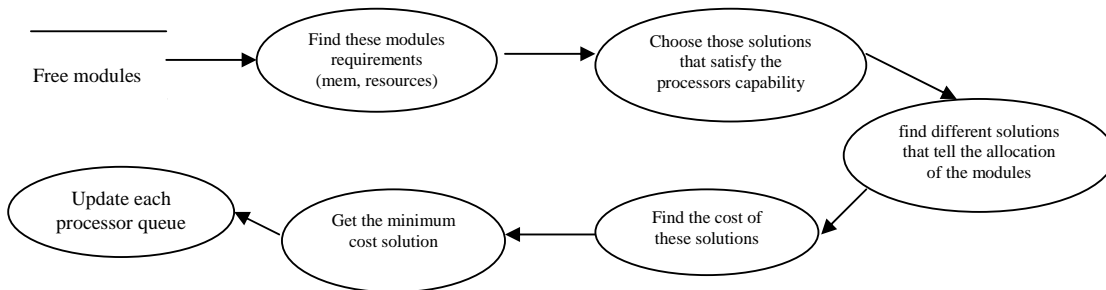 Free modules
Find these modules
requirements
(mem, resources)
Choose those solutions
that satisfy the
processors capability
find different solutions
that tell the allocation
of the modules
Find the cost of
these solutions
Get the minimum
cost solution
Update each
processor queue